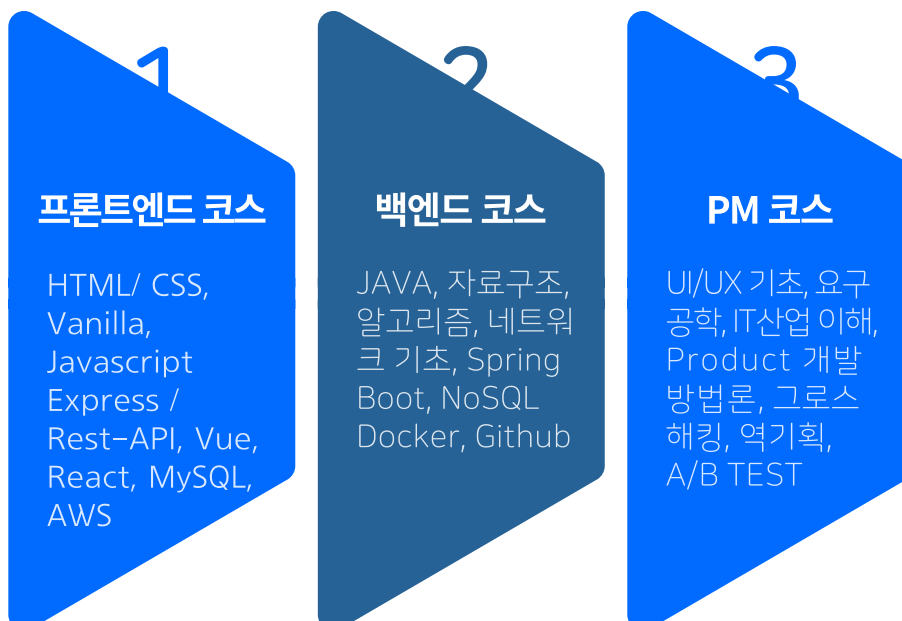 1
프론트엔드 코스
HTML/ CSS,
Vanilla,
Javascript
Express /
Rest-API, Vue,
React, MySQL,
AWS
2
백엔드 코스
JAVA, 자료구조,
알고리즘, 네트워
크 기초, Spring
Boot, NoSQL
Docker, Github
3
PM 코스
UI/UX 기초, 요구
공학, IT산업 이해,
Product 개발
방법론, 그로스
해킹, 역기획,
A/B TEST